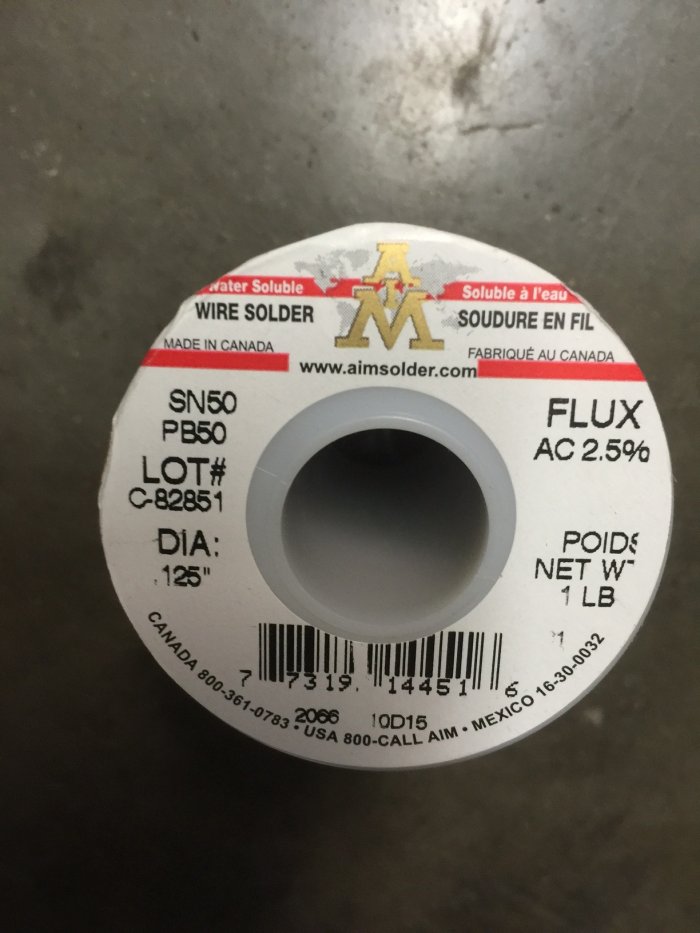 AIM
Water Soluble
Soluble à l'eau
WIRE SOLDER
SOUDURE EN FIL
MADE IN CANADA
FABRIQUÉ AU CANADA
www.aimsolder.com
SN50
PB50
LOT#
C-82851
DIA:
.125"
FLUX
AC 2.5%
POIDS
NET W
1 LB
7 7319 14451 6
2066 10D15
CANADA 800-361-0783 • USA 800-CALL AIM • MEXICO 16-30-0032